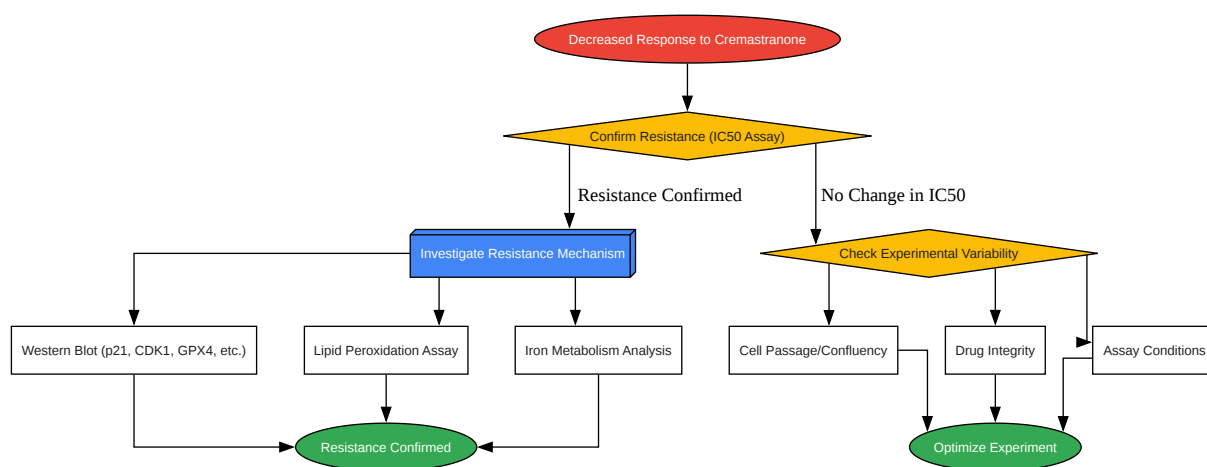 Decreased Response to Cremastranone
Confirm Resistance (IC50 Assay)
Resistance Confirmed
No Change in IC50
Investigate Resistance Mechanism
Check Experimental Variability
Western Blot (p21, CDK1, GPX4, etc.)
Lipid Peroxidation Assay
Iron Metabolism Analysis
Cell Passage/Confluency
Drug Integrity
Assay Conditions
Resistance Confirmed
Optimize Experiment